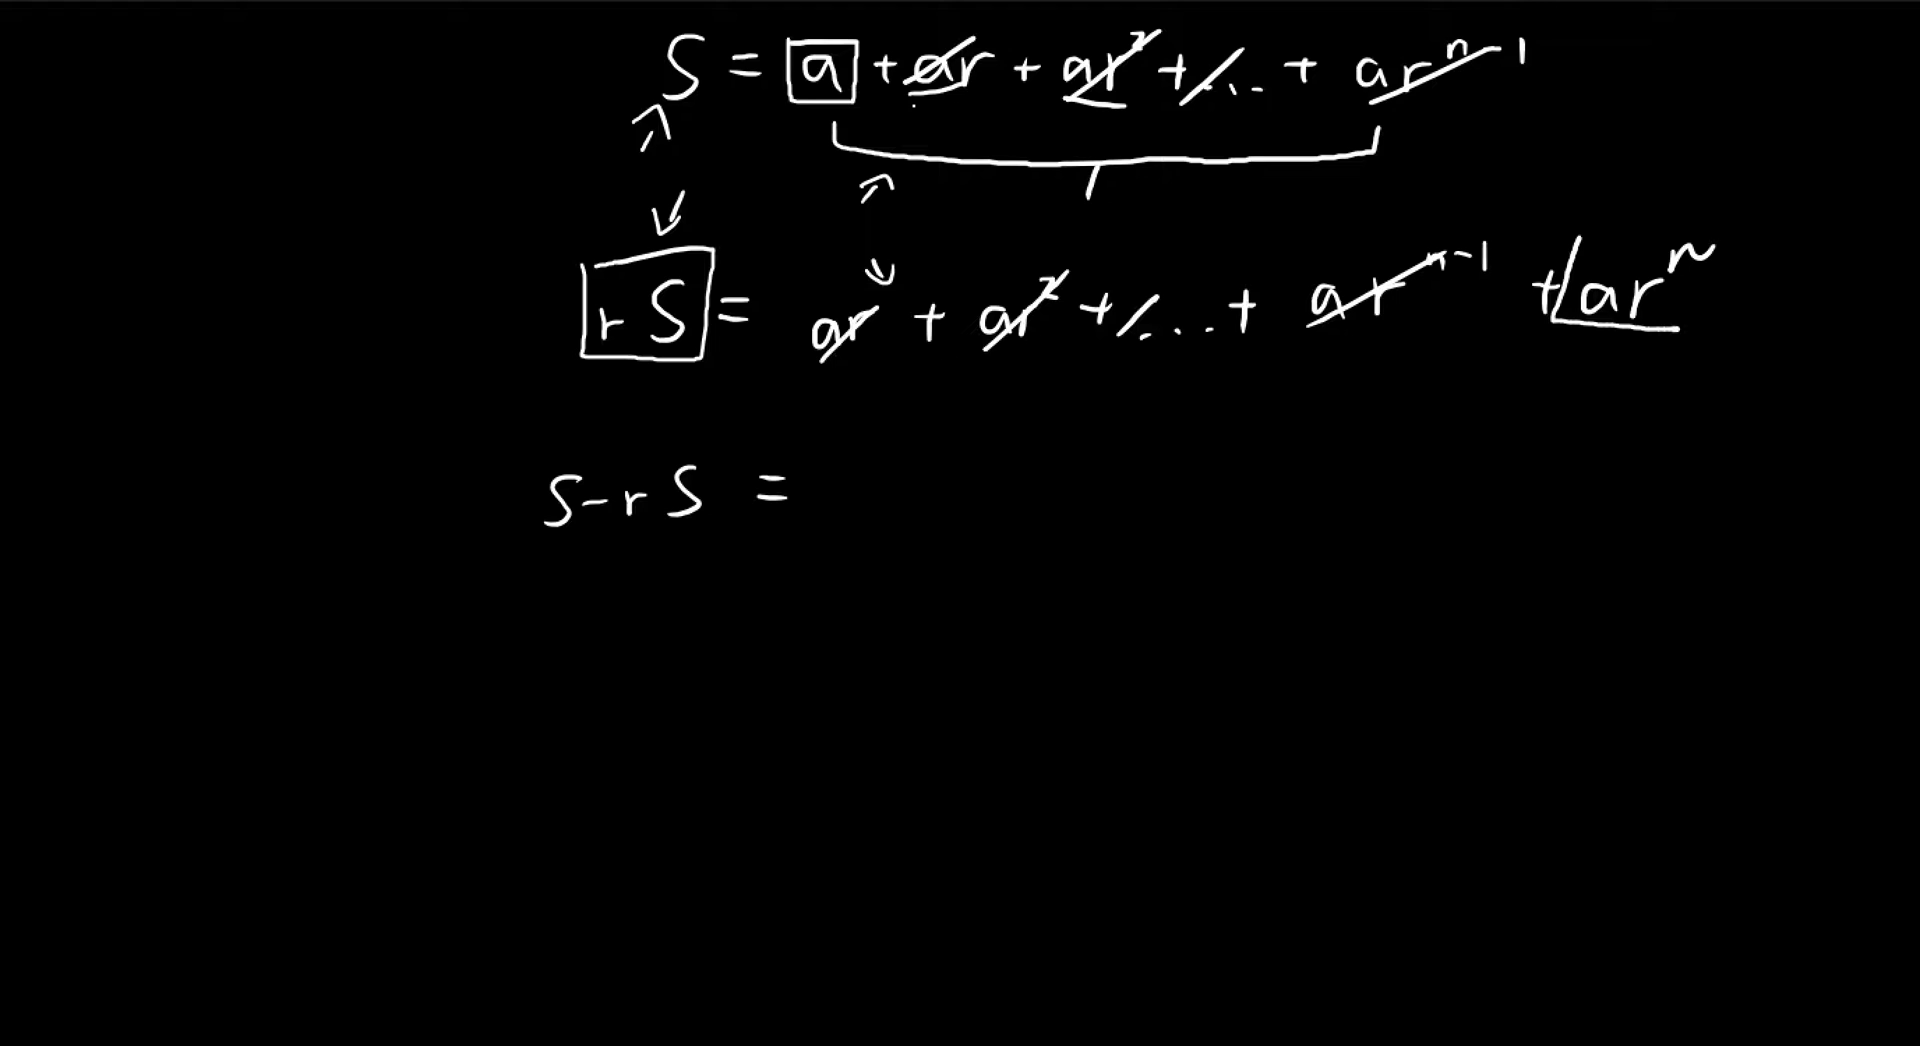 S = a + ar + ar² + ... + arⁿ⁻¹
rS = ar + ar² + ... + arⁿ⁻¹ + arⁿ
S-rS =